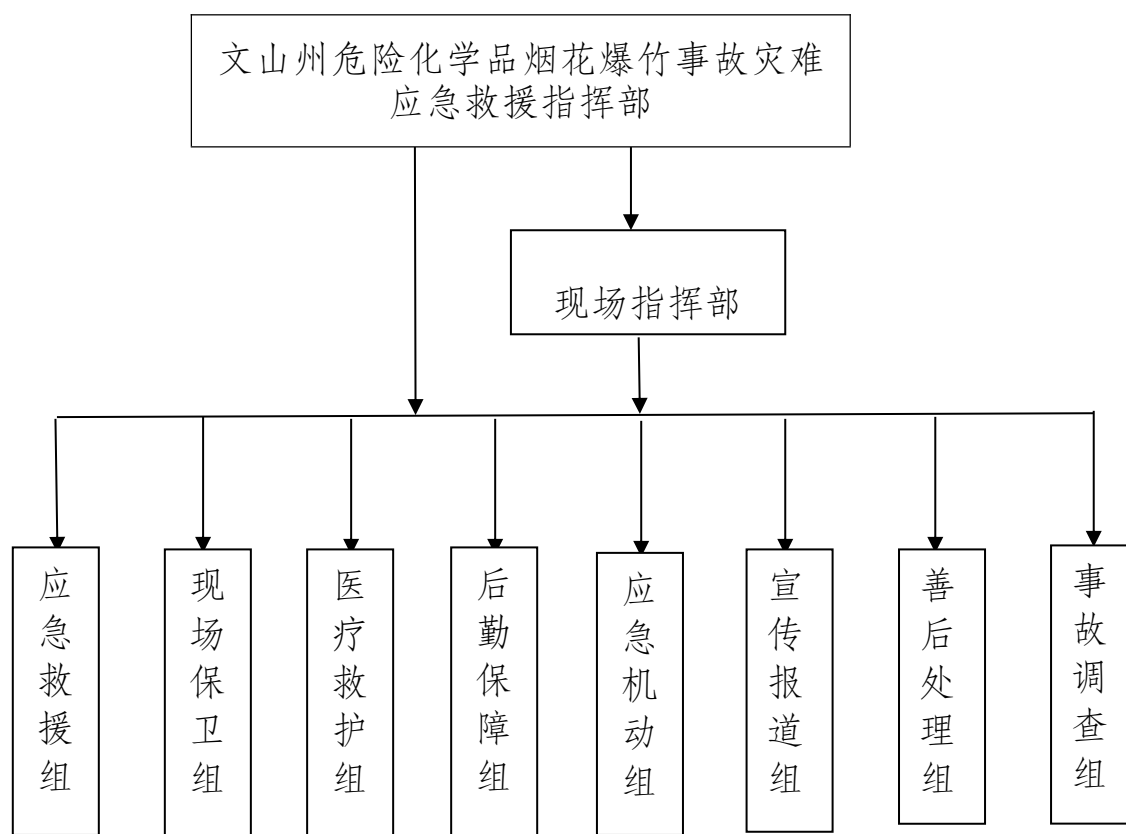 文山州危险化学品烟花爆竹事故灾难
应急救援指挥部
现场指挥部
应急救援组
现场保卫组
医疗救护组
后勤保障组
应急机动组
宣传报道组
善后处理组
事故调查组